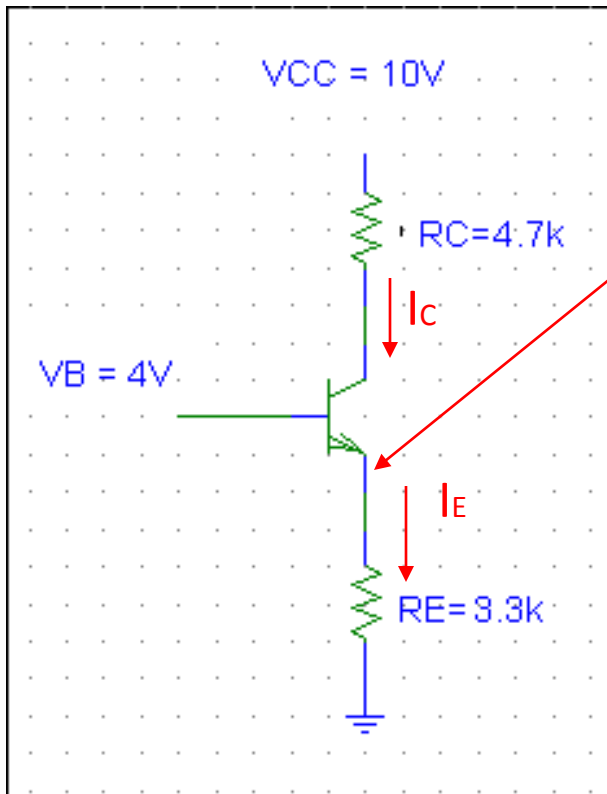 VCC = 10V
RC=4.7k
IC
VB = 4V
IE
RE=3.3k